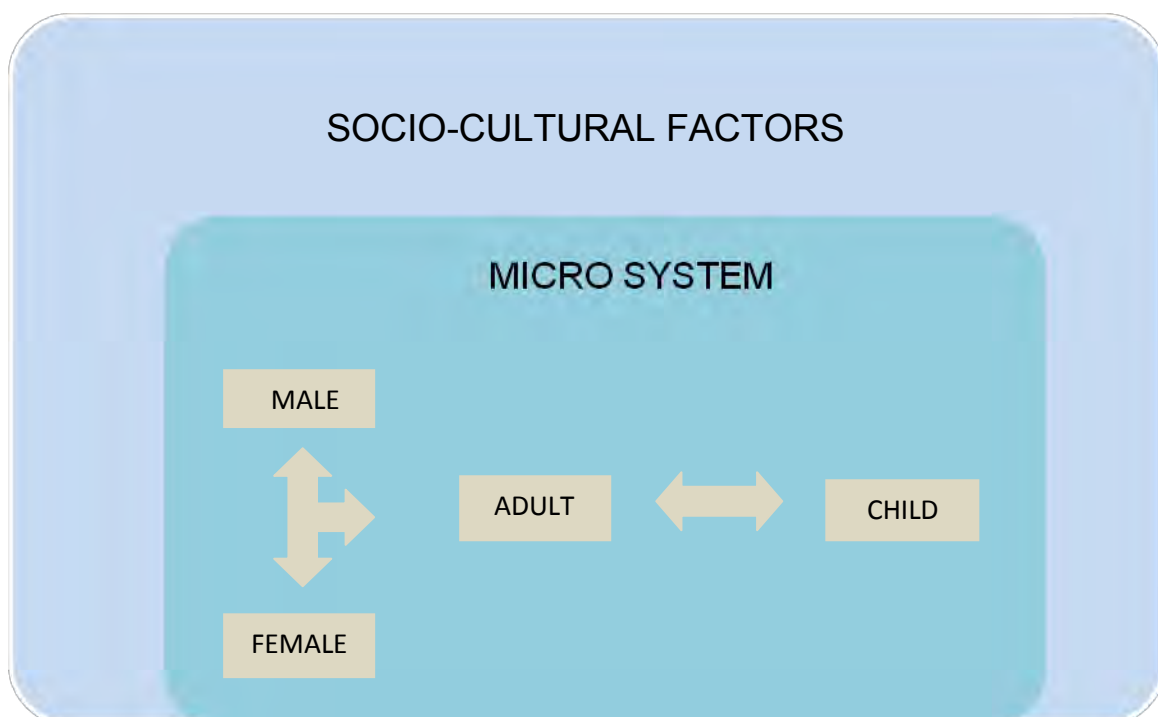 SOCIO-CULTURAL FACTORS
MICRO SYSTEM
MALE
ADULT
CHILD
FEMALE